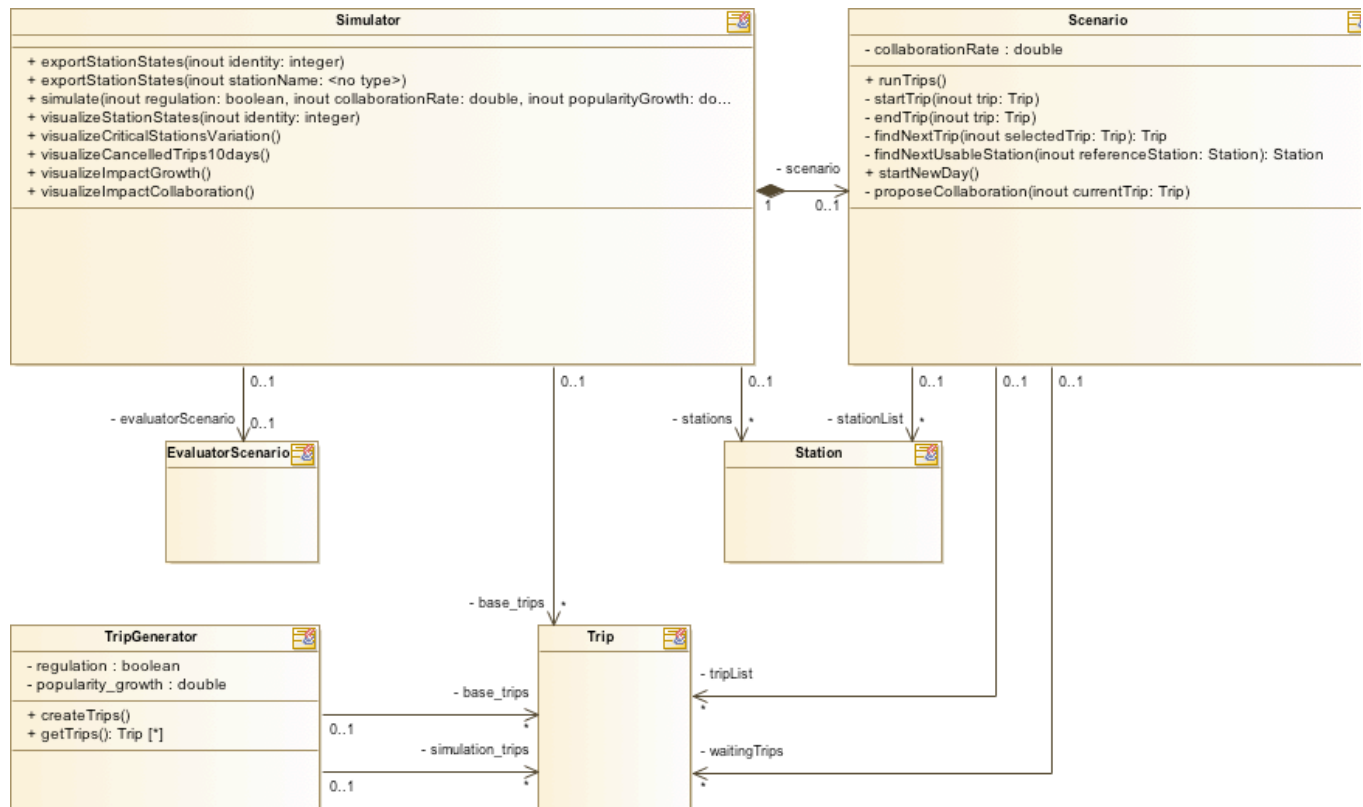 Simulator
+ exportStationStates(inout identity: integer)
+ exportStationStates(inout stationName: <no type>)
+ simulate(inout regulation: boolean, inout collaborationRate: double, inout popularityGrowth: do...
+ visualizeStationStates(inout identity: integer)
+ visualizeCriticalStationsVariation()
+ visualizeCancelledTrips10days()
+ visualizeImpactGrowth()
+ visualizeImpactCollaboration()
- scenario
1
0..1
Scenario
- collaborationRate : double
+ runTrips()
- startTrip(inout trip: Trip)
- endTrip(inout trip: Trip)
- findNextTrip(inout selectedTrip: Trip): Trip
- findNextUsableStation(inout referenceStation: Station): Station
+ startNewDay()
- proposeCollaboration(inout currentTrip: Trip)
0..1
0..1
0..1
0..1
0..1
0..1
- evaluatorScenario
0..1
- stations
*
- stationList
*
EvaluatorScenario
Station
- base_trips
*
TripGenerator
- regulation : boolean
- popularity_growth : double
+ createTrips()
+ getTrips(): Trip [*]
- base_trips
0..1
*
- simulation_trips
0..1
*
Trip
- tripList
*
- waitingTrips
*